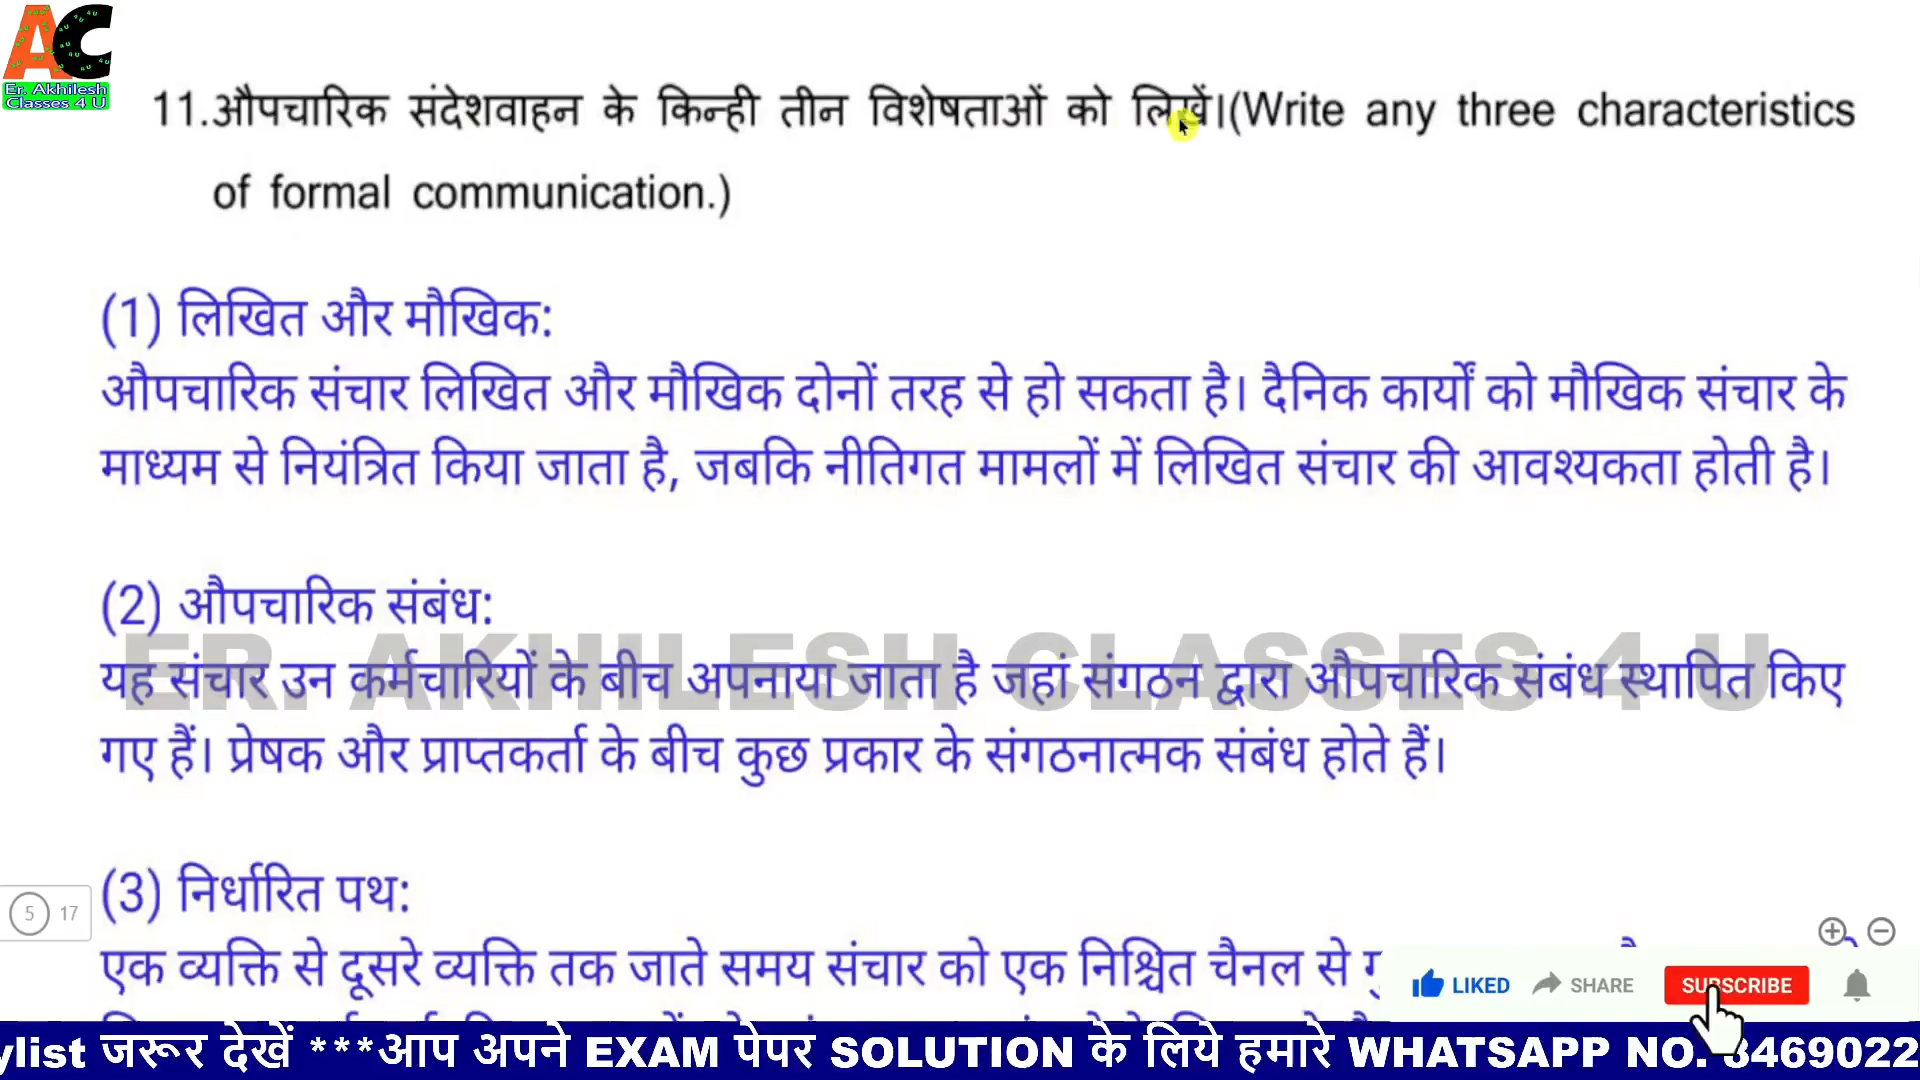 AC
Er. Akhilesh
Classes 4 U
11.औपचारिक संदेशवाहन के किन्ही तीन विशेषताओं को लिखें।(Write any three characteristics
of formal communication.)
(1) लिखित और मौखिक:
औपचारिक संचार लिखित और मौखिक दोनों तरह से हो सकता है। दैनिक कार्यों को मौखिक संचार के
माध्यम से नियंत्रित किया जाता है, जबकि नीतिगत मामलों में लिखित संचार की आवश्यकता होती है।
(2) औपचारिक संबंध:
ER. AKHILESH CLASSES 4 U
यह संचार उन कर्मचारियों के बीच अपनाया जाता है जहां संगठन द्वारा औपचारिक संबंध स्थापित किए
गए हैं। प्रेषक और प्राप्तकर्ता के बीच कुछ प्रकार के संगठनात्मक संबंध होते हैं।
(3) निर्धारित पथ:
5 17
एक व्यक्ति से दूसरे व्यक्ति तक जाते समय संचार को एक निश्चित चैनल से
LIKED SHARE SUBSCRIBE
ylist जरूर देखें ***आप अपने EXAM पेपर SOLUTION के लिये हमारे WHATSAPP NO. 8469022